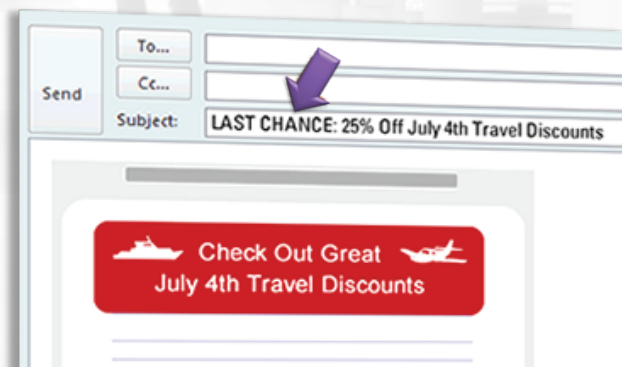 To...
Cc...
Send
Subject:
LAST CHANCE: 25% Off July 4th Travel Discounts
Check Out Great
July 4th Travel Discounts